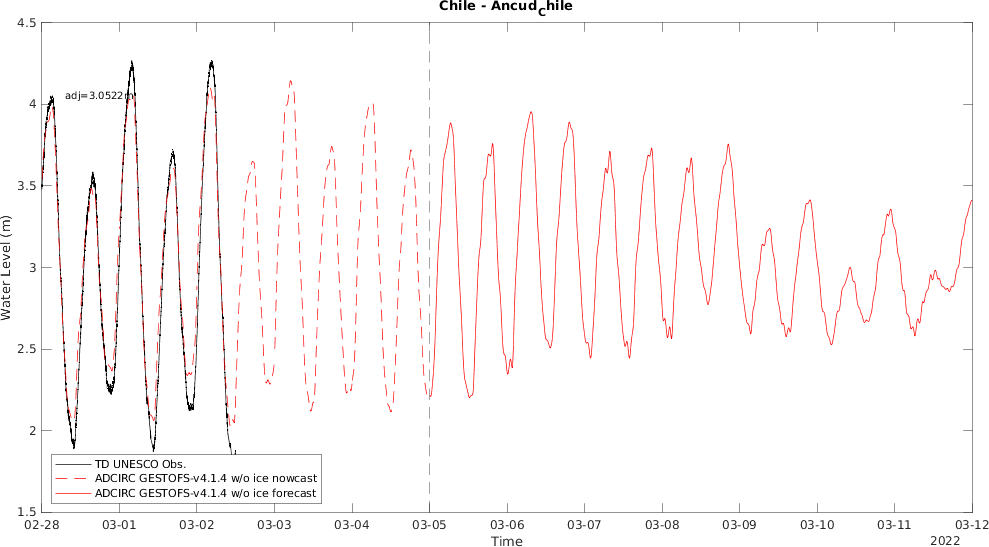 Chile - Ancud_Chile
4.5
4
3.5
3
2.5
2
1.5
Water Level (m)
adj=3.0522m
TD UNESCO Obs.
ADCIRC GESTOFS-v4.1.4 w/o ice nowcast
ADCIRC GESTOFS-v4.1.4 w/o ice forecast
02-28 03-01 03-02 03-03 03-04 03-05 03-06 03-07 03-08 03-09 03-10 03-11 03-12
Time
2022